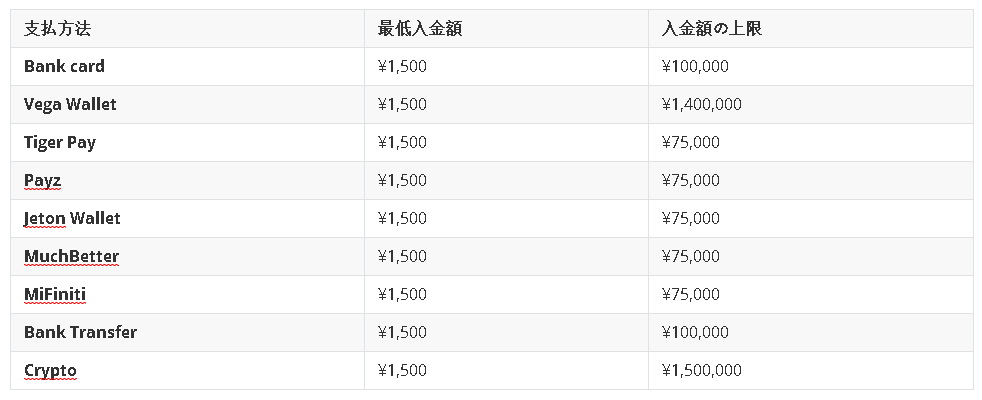 支払方法 最低入金額 入金額の上限
Bank card ¥1,500 ¥100,000
Vega Wallet ¥1,500 ¥1,400,000
Tiger Pay ¥1,500 ¥75,000
Payz ¥1,500 ¥75,000
Jeton Wallet ¥1,500 ¥75,000
MuchBetter ¥1,500 ¥75,000
MiFiniti ¥1,500 ¥75,000
Bank Transfer ¥1,500 ¥100,000
Crypto ¥1,500 ¥1,500,000